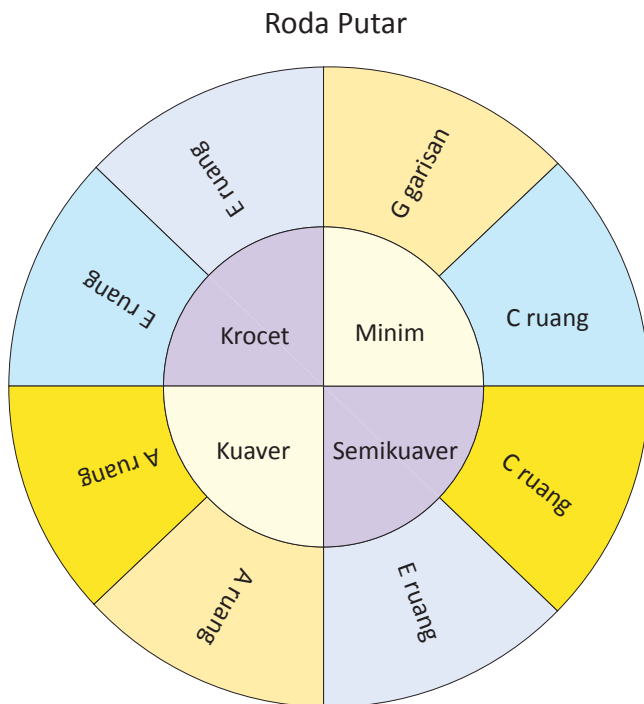 Roda Putar
E ruang
G garisan
E ruang
C ruang
Krocet
Minim
Kuaver
Semikuaver
A ruang
C ruang
A ruang
E ruang